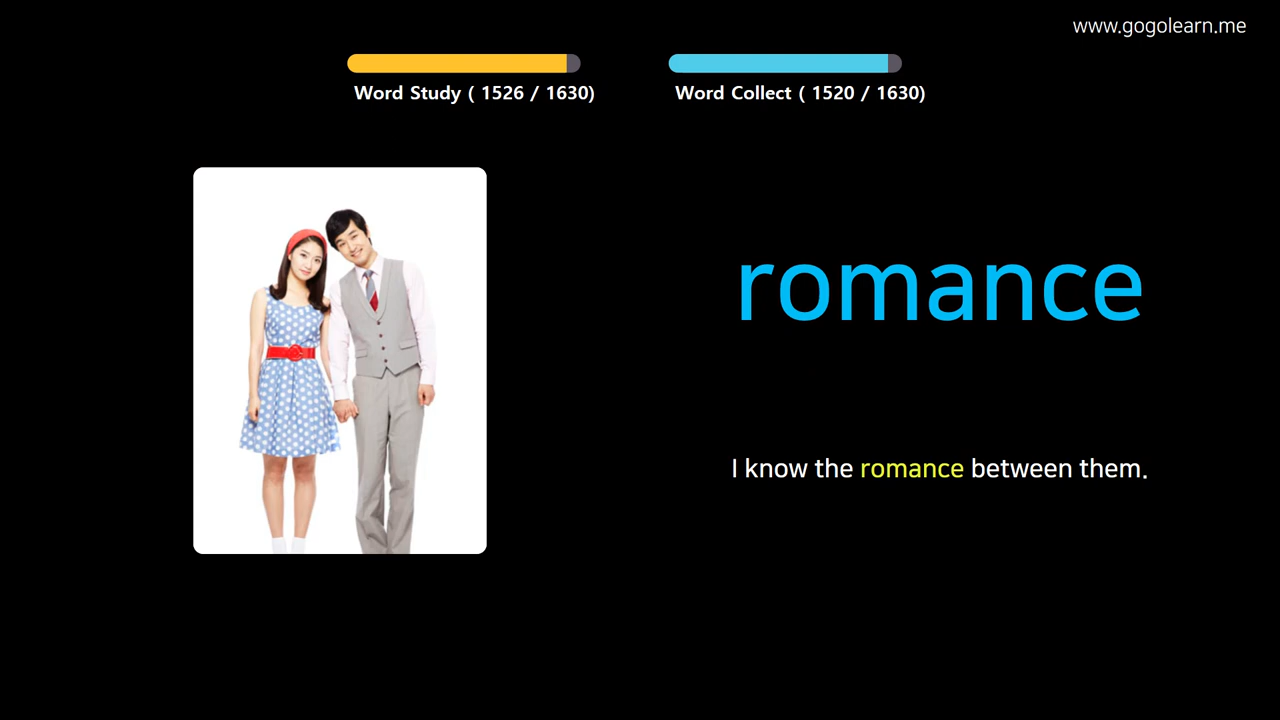 www.gogolearn.me
Word Study ( 1526 / 1630)
Word Collect ( 1520 / 1630)
romance
I know the romance between them.